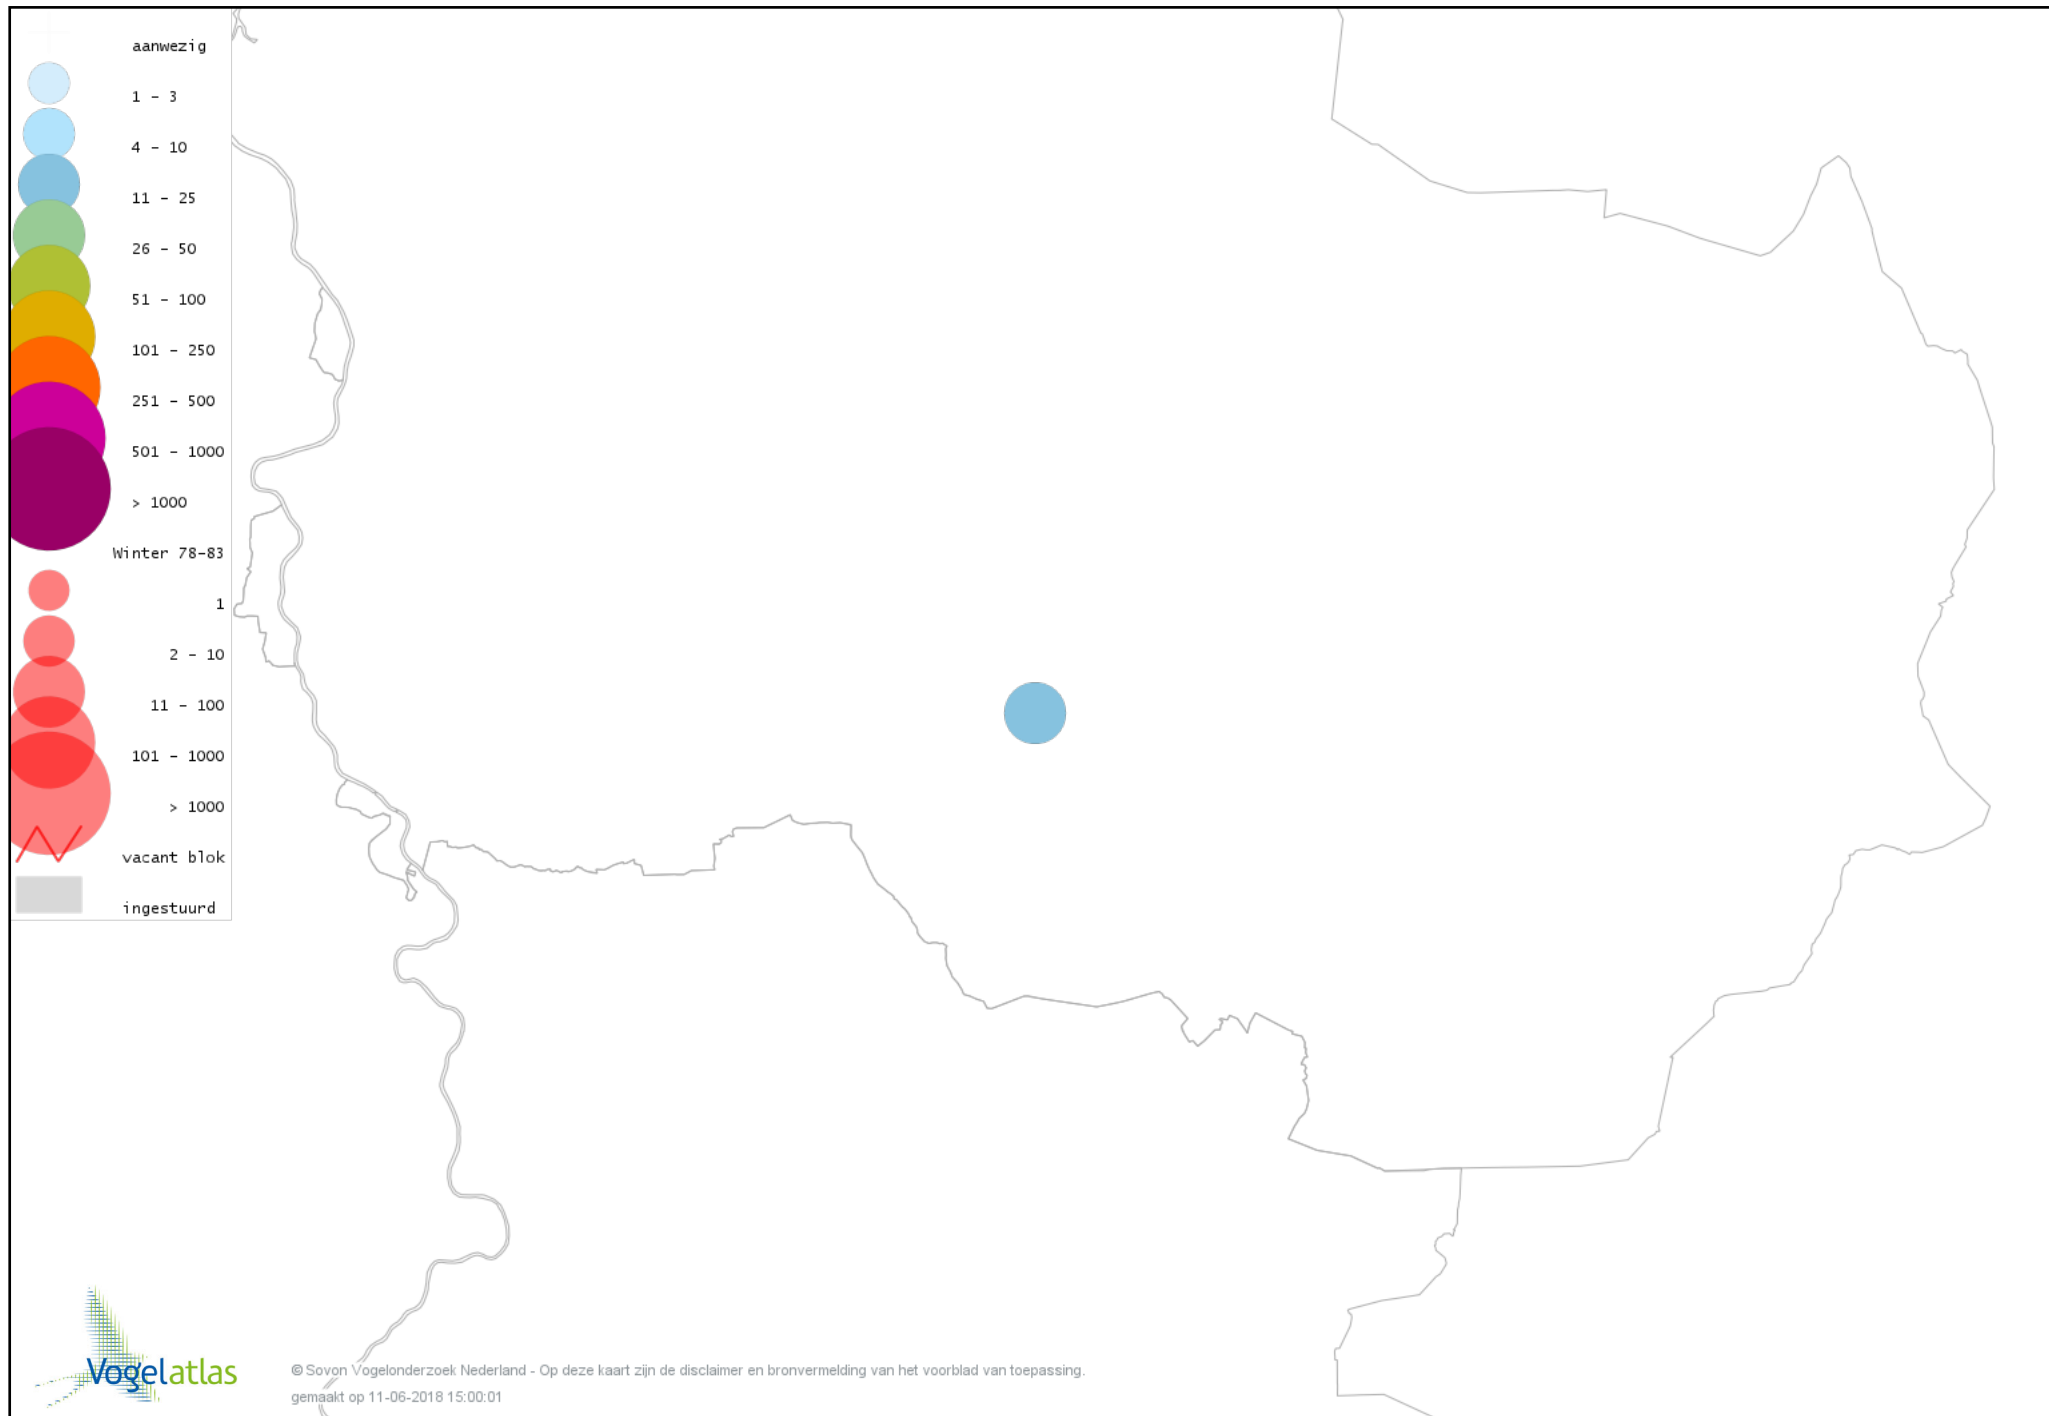 aanwezig
1 - 3
4 - 10
11 - 25
26 - 50
51 - 100
101 - 250
251 - 500
501 - 1000
> 1000
Winter 78-83
1
2 - 10
11 - 100
101 - 1000
> 1000
vacant blok
ingestuurd
Vogelatlas
© Sovon Vogelonderzoek Nederland - Op deze kaart zijn de disclaimer en bronvermelding van het voorblad van toepassing.
gemaakt op 11-06-2018 15:00:01